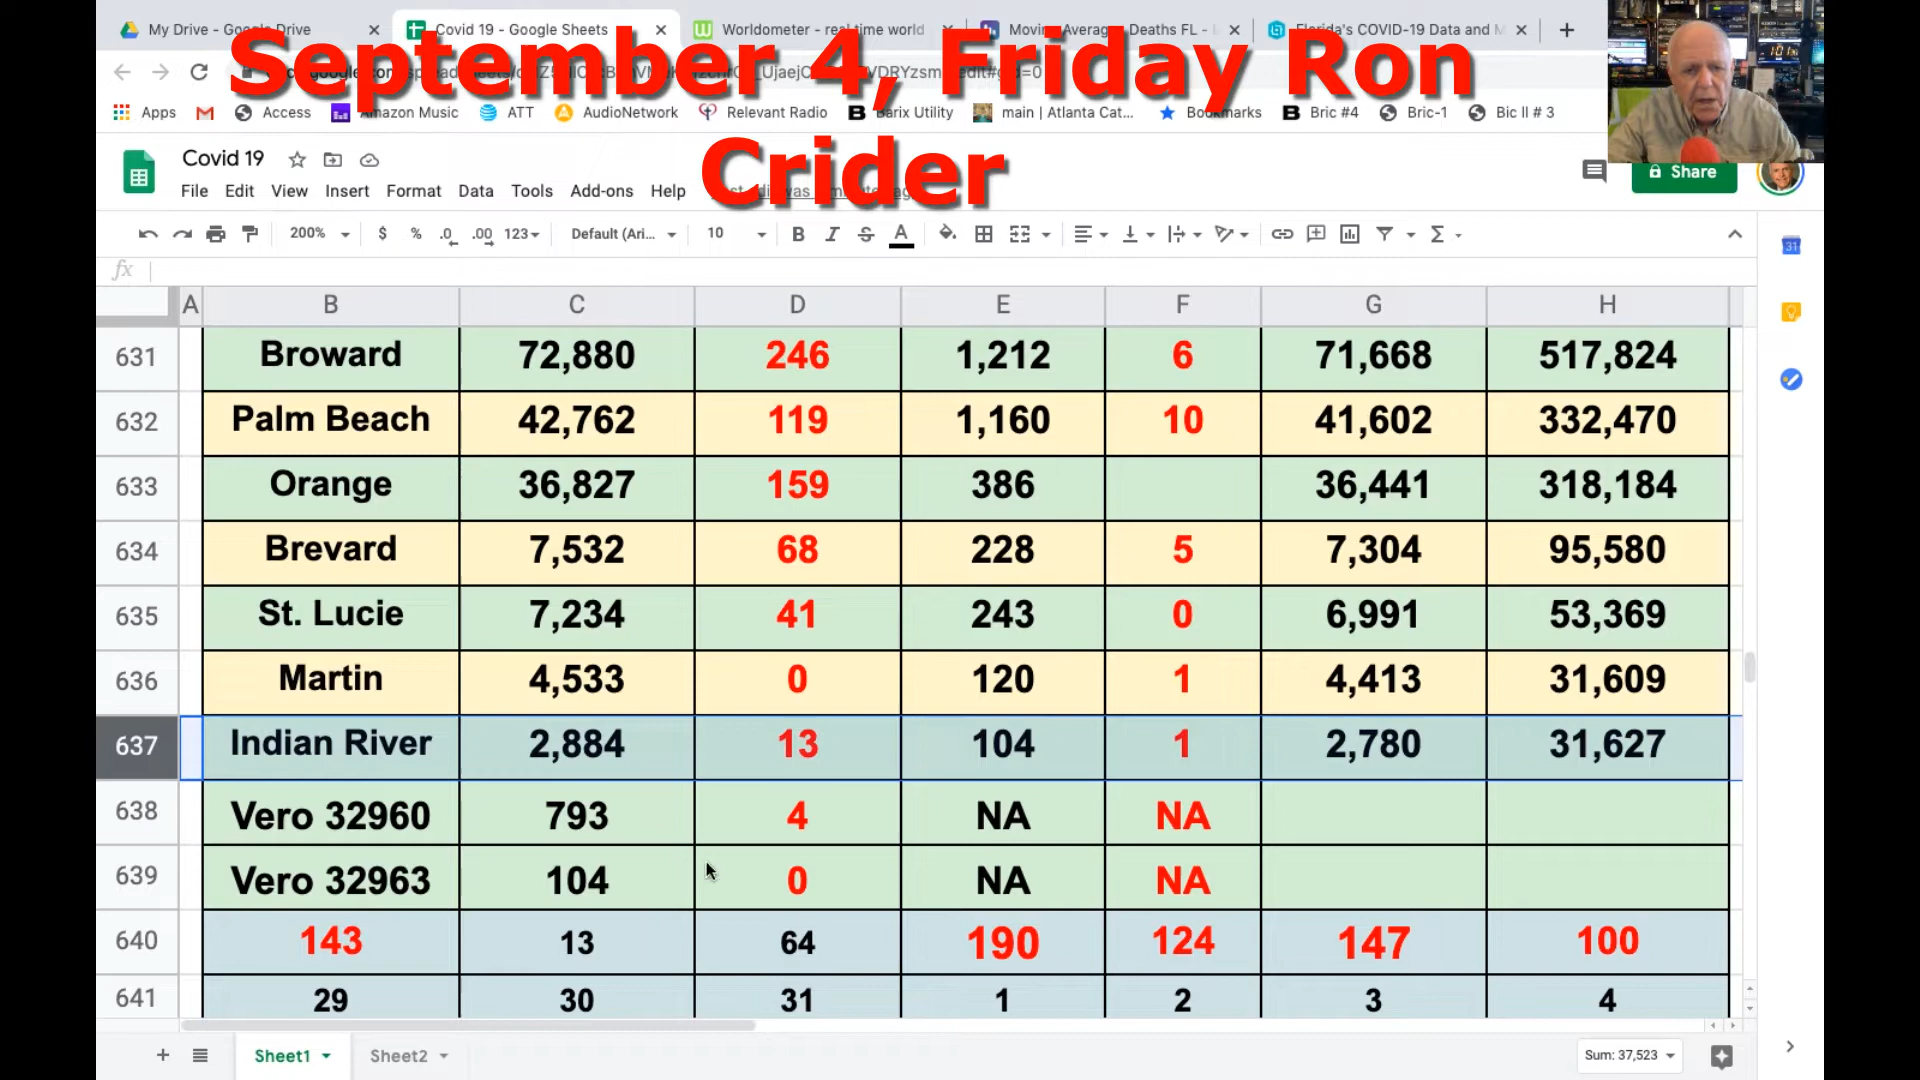 My Drive - Google Drive
Covid 19 - Google Sheets
Worldometer - real time world
Moving Average Deaths FL -
Florida's COVID-19 Data and M
September 4, Friday Ron
Crider
Apps
Access
Amazon Music
ATT
AudioNetwork
Relevant Radio
Barix Utility
main | Atlanta Cat...
Bookmarks
Bric #4
Bric-1
Bic II # 3
Covid 19
File Edit View Insert Format Data Tools Add-ons Help
Share
200% $ % .0 .00 123 Default (Ari... 10 B I S A
fx
A B C D E F G H
631 Broward 72,880 246 1,212 6 71,668 517,824
632 Palm Beach 42,762 119 1,160 10 41,602 332,470
633 Orange 36,827 159 386 36,441 318,184
634 Brevard 7,532 68 228 5 7,304 95,580
635 St. Lucie 7,234 41 243 0 6,991 53,369
636 Martin 4,533 0 120 1 4,413 31,609
637 Indian River 2,884 13 104 1 2,780 31,627
638 Vero 32960 793 4 NA NA
639 Vero 32963 104 0 NA NA
640 143 13 64 190 124 147 100
641 29 30 31 1 2 3 4
Sheet1 Sheet2
Sum: 37,523
31